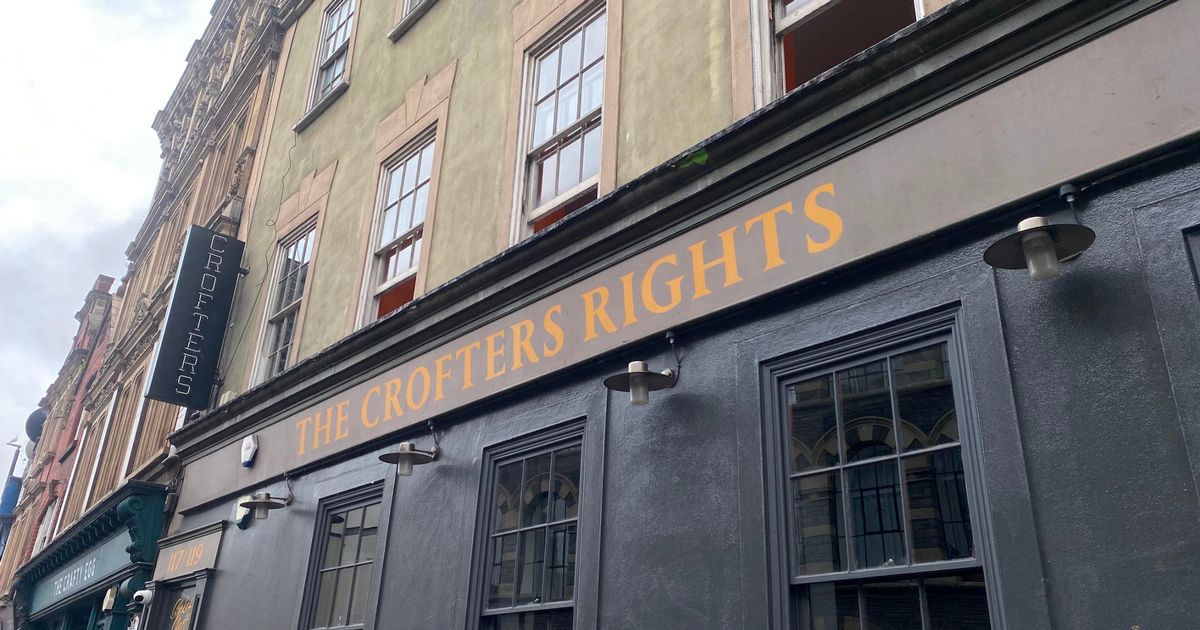 CROFTERS
THE CROFTERS RIGHTS
117-119
THE CRAFTY EGG